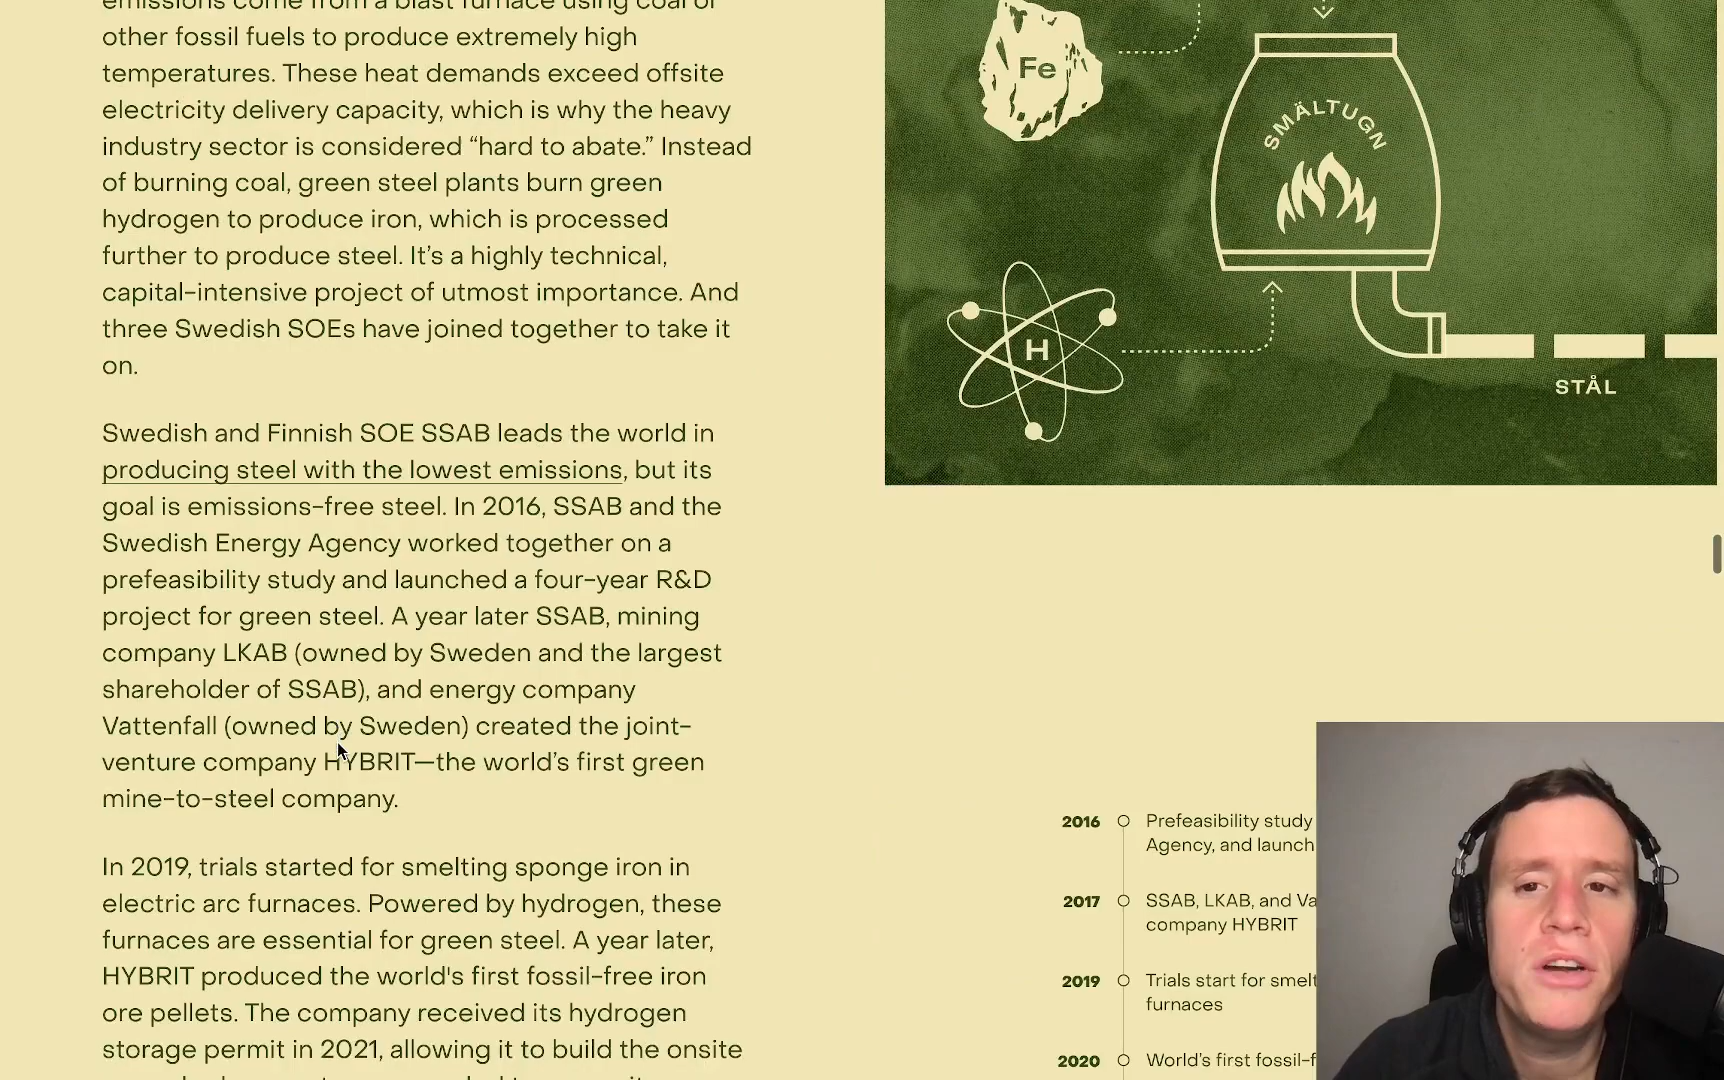 emissions come from a blast furnace using coal or
other fossil fuels to produce extremely high
temperatures. These heat demands exceed offsite
electricity delivery capacity, which is why the heavy
industry sector is considered “hard to abate.” Instead
of burning coal, green steel plants burn green
hydrogen to produce iron, which is processed
further to produce steel. It’s a highly technical,
capital-intensive project of utmost importance. And
three Swedish SOEs have joined together to take it
on.
Swedish and Finnish SOE SSAB leads the world in
producing steel with the lowest emissions, but its
goal is emissions-free steel. In 2016, SSAB and the
Swedish Energy Agency worked together on a
prefeasibility study and launched a four-year R&D
project for green steel. A year later SSAB, mining
company LKAB (owned by Sweden and the largest
shareholder of SSAB), and energy company
Vattenfall (owned by Sweden) created the joint-
venture company HYBRIT—the world’s first green
mine-to-steel company.
In 2019, trials started for smelting sponge iron in
electric arc furnaces. Powered by hydrogen, these
furnaces are essential for green steel. A year later,
HYBRIT produced the world's first fossil-free iron
ore pellets. The company received its hydrogen
storage permit in 2021, allowing it to build the onsite
Fe
SMÄLTUGN
H
STÅL
2016 Prefeasibility study
Agency, and launch
2017 SSAB, LKAB, and Va
company HYBRIT
2019 Trials start for smelt
furnaces
2020 World’s first fossil-f